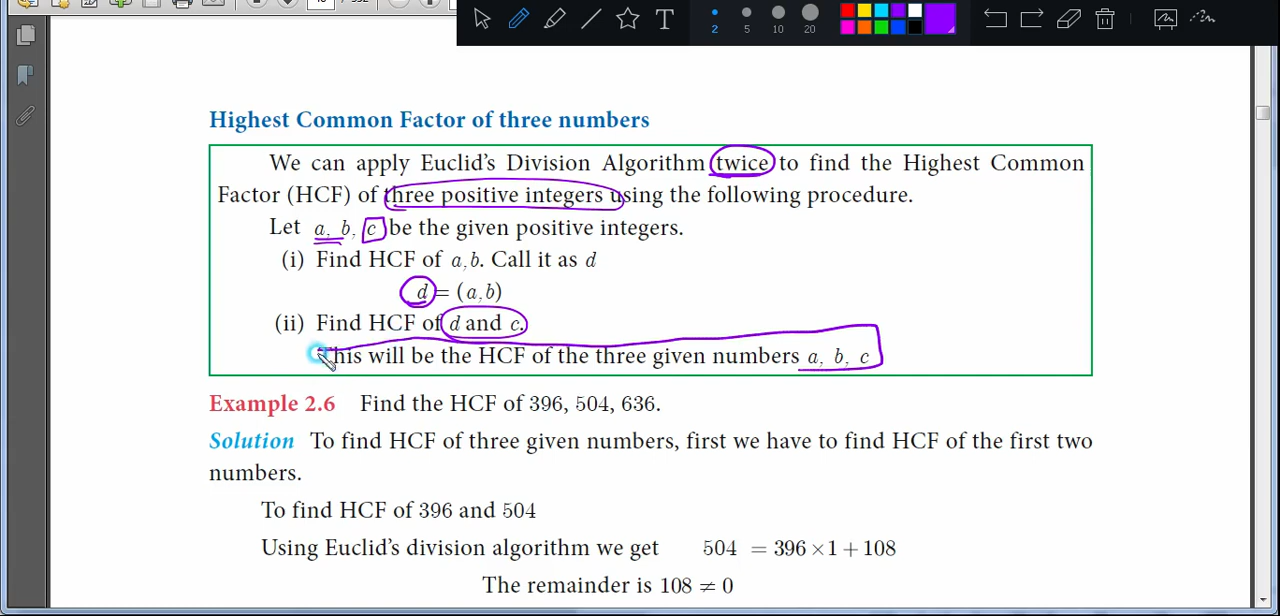 2 5 10 20
Highest Common Factor of three numbers
We can apply Euclid's Division Algorithm twice to find the Highest Common
Factor (HCF) of three positive integers using the following procedure.
Let a, b, c be the given positive integers.
(i) Find HCF of a,b. Call it as d
d = (a,b)
(ii) Find HCF of d and c.
This will be the HCF of the three given numbers a, b, c
Example 2.6 Find the HCF of 396, 504, 636.
Solution To find HCF of three given numbers, first we have to find HCF of the first two
numbers.
To find HCF of 396 and 504
Using Euclid's division algorithm we get 504 = 396 × 1 + 108
The remainder is 108 ≠ 0